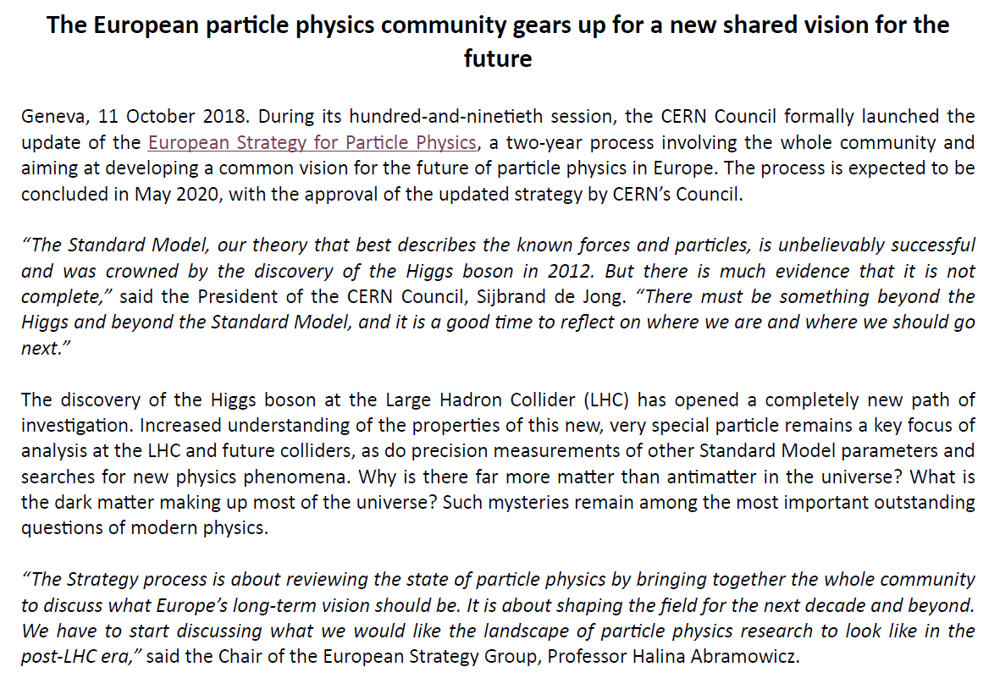 The European particle physics community gears up for a new shared vision for the
future
Geneva, 11 October 2018. During its hundred-and-ninetieth session, the CERN Council formally launched the
update of the European Strategy for Particle Physics, a two-year process involving the whole community and
aiming at developing a common vision for the future of particle physics in Europe. The process is expected to be
concluded in May 2020, with the approval of the updated strategy by CERN’s Council.
“The Standard Model, our theory that best describes the known forces and particles, is unbelievably successful
and was crowned by the discovery of the Higgs boson in 2012. But there is much evidence that it is not
complete,” said the President of the CERN Council, Sijbrand de Jong. “There must be something beyond the
Higgs and beyond the Standard Model, and it is a good time to reflect on where we are and where we should go
next.”
The discovery of the Higgs boson at the Large Hadron Collider (LHC) has opened a completely new path of
investigation. Increased understanding of the properties of this new, very special particle remains a key focus of
analysis at the LHC and future colliders, as do precision measurements of other Standard Model parameters and
searches for new physics phenomena. Why is there far more matter than antimatter in the universe? What is
the dark matter making up most of the universe? Such mysteries remain among the most important outstanding
questions of modern physics.
“The Strategy process is about reviewing the state of particle physics by bringing together the whole community
to discuss what Europe’s long-term vision should be. It is about shaping the field for the next decade and beyond.
We have to start discussing what we would like the landscape of particle physics research to look like in the
post-LHC era,” said the Chair of the European Strategy Group, Professor Halina Abramowicz.